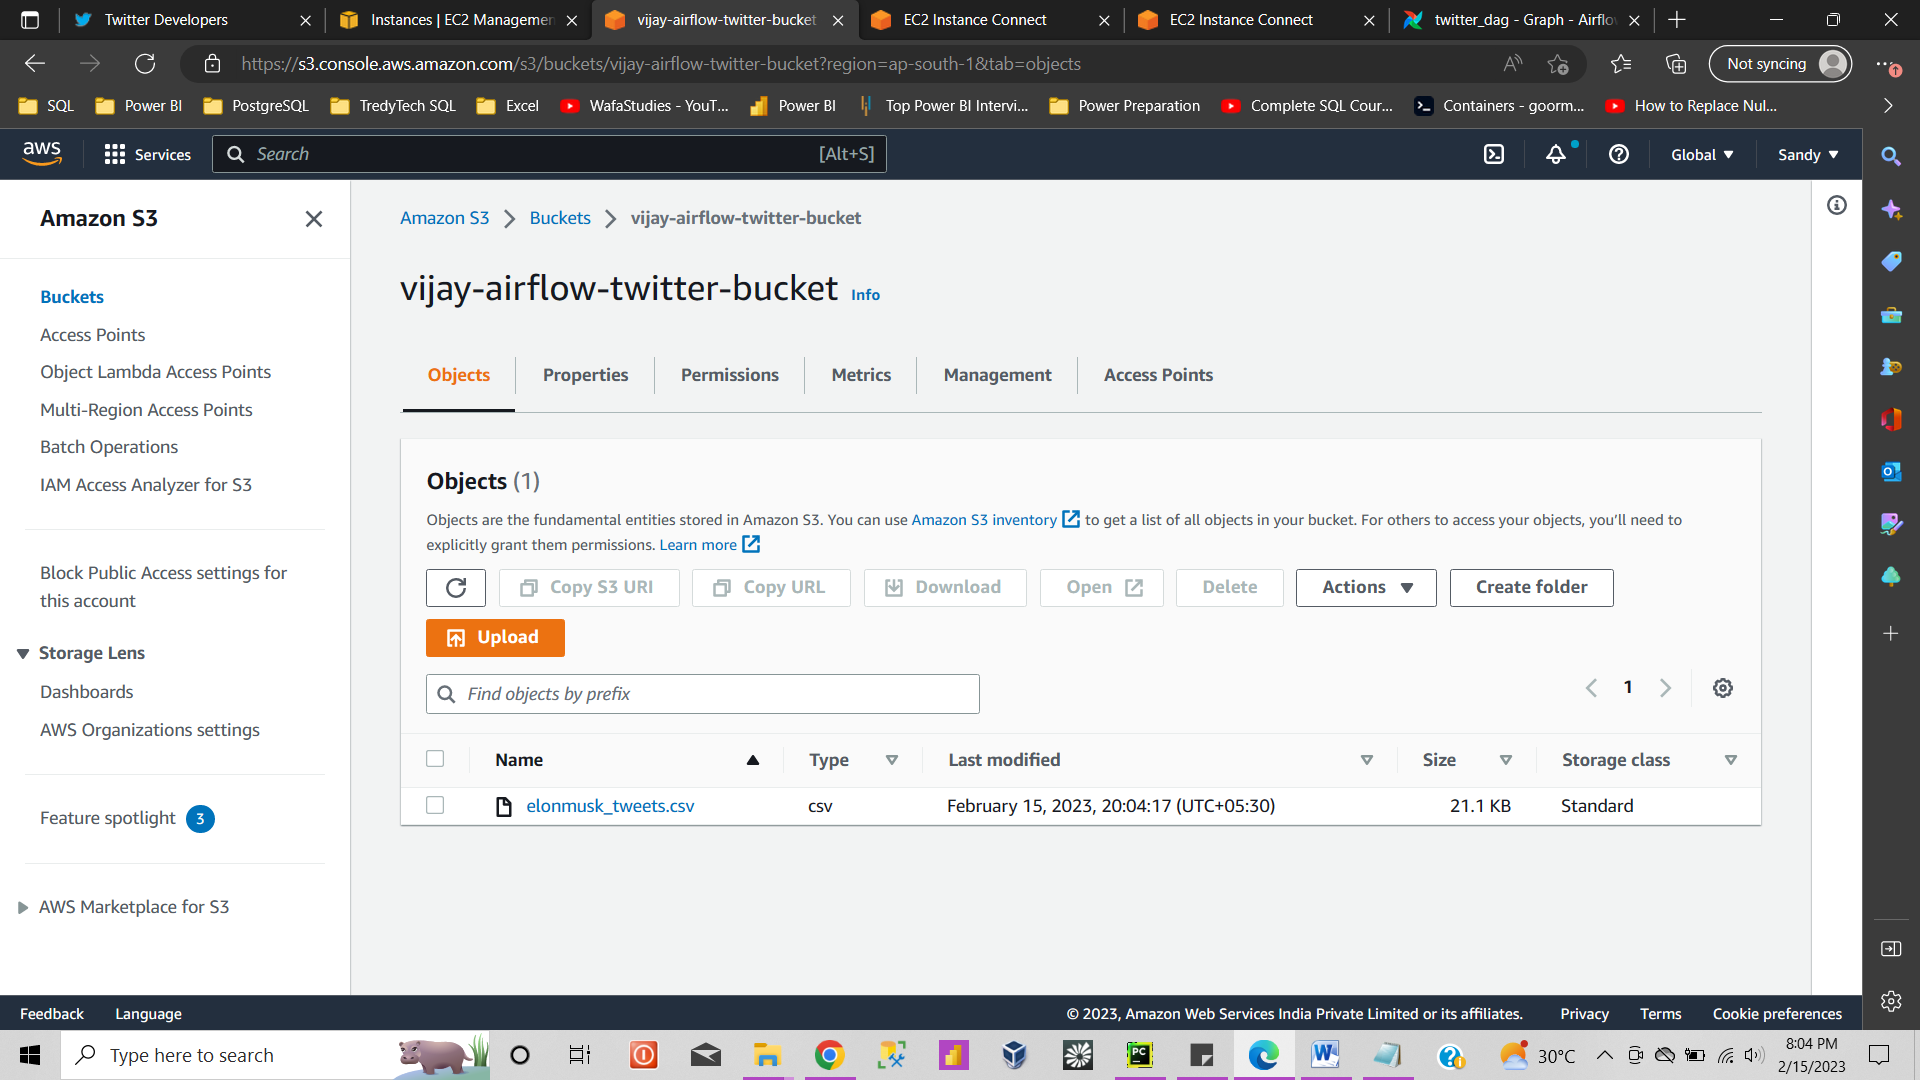 Twitter Developers
Instances | EC2 Managemen
vijay-airflow-twitter-bucket
EC2 Instance Connect
EC2 Instance Connect
twitter_dag - Graph - Airflo
https://s3.console.aws.amazon.com/s3/buckets/vijay-airflow-twitter-bucket?region=ap-south-1&tab=objects
Not syncing
SQL
Power BI
PostgreSQL
TredyTech SQL
Excel
WafaStudies - YouT...
Power BI
Top Power BI Intervi...
Power Preparation
Complete SQL Cour...
Containers - goorm...
How to Replace Nul...
aws
Services
Search
[Alt+S]
Global
Sandy
Amazon S3
Buckets
Access Points
Object Lambda Access Points
Multi-Region Access Points
Batch Operations
IAM Access Analyzer for S3
Block Public Access settings for
this account
Storage Lens
Dashboards
AWS Organizations settings
Feature spotlight 3
AWS Marketplace for S3
Amazon S3 > Buckets > vijay-airflow-twitter-bucket
vijay-airflow-twitter-bucket Info
Objects
Properties
Permissions
Metrics
Management
Access Points
Objects (1)
Objects are the fundamental entities stored in Amazon S3. You can use Amazon S3 inventory to get a list of all objects in your bucket. For others to access your objects, you’ll need to
explicitly grant them permissions. Learn more
Copy S3 URI
Copy URL
Download
Open
Delete
Actions
Create folder
Upload
Find objects by prefix
1
Name
Type
Last modified
Size
Storage class
elonmusk_tweets.csv
csv
February 15, 2023, 20:04:17 (UTC+05:30)
21.1 KB
Standard
Feedback
Language
© 2023, Amazon Web Services India Private Limited or its affiliates.
Privacy
Terms
Cookie preferences
Type here to search
30°C
8:04 PM
2/15/2023